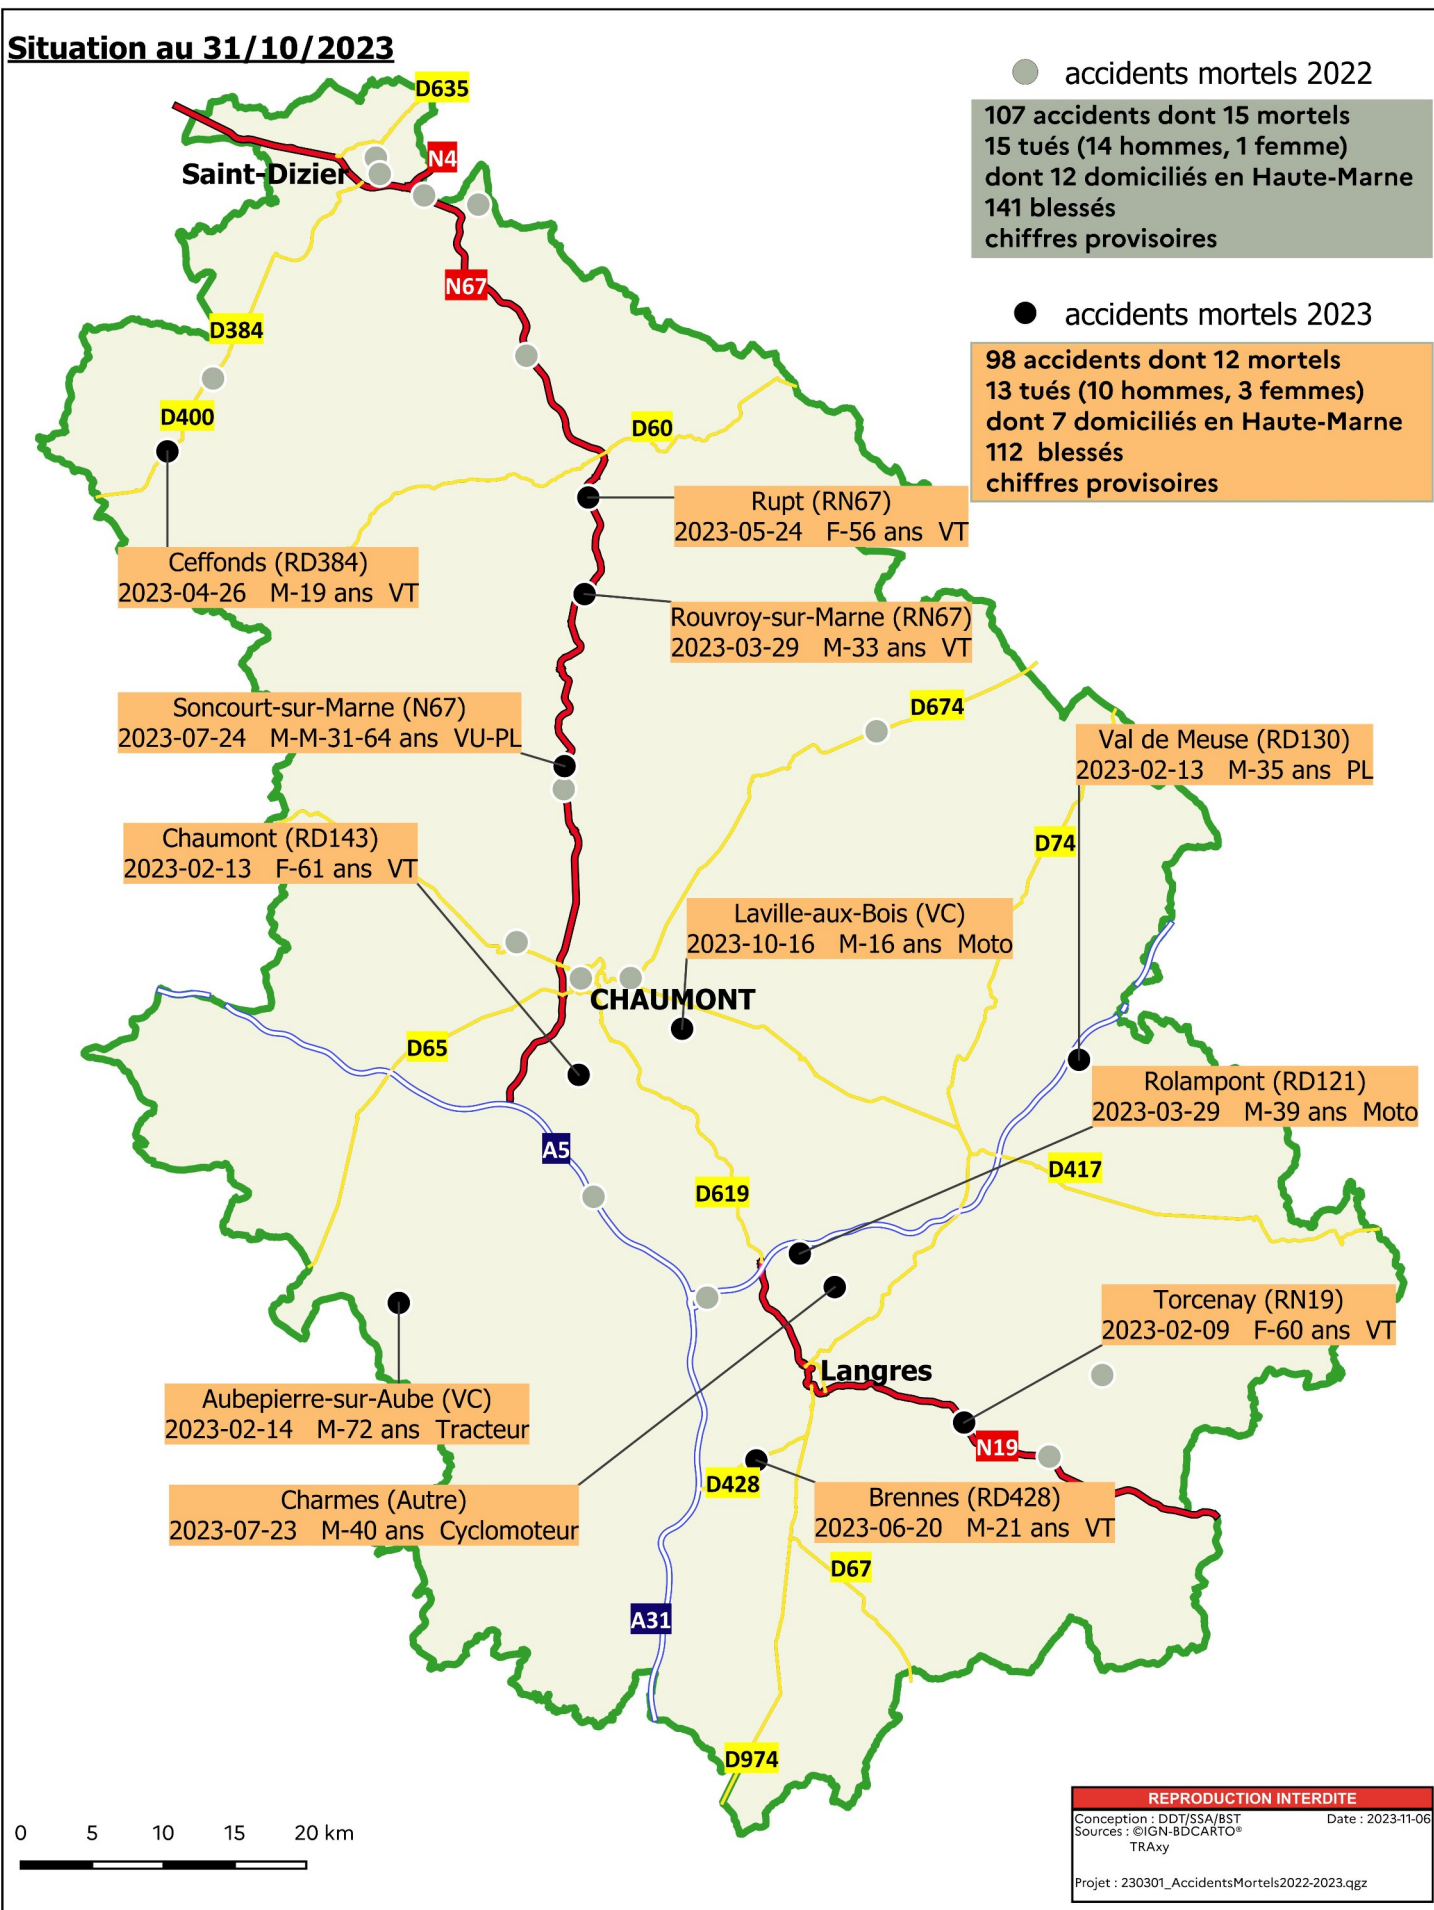 Situation au 31/10/2023
accidents mortels 2022
107 accidents dont 15 mortels
15 tués (14 hommes, 1 femme)
dont 12 domiciliés en Haute-Marne
141 blessés
chiffres provisoires
accidents mortels 2023
98 accidents dont 12 mortels
13 tués (10 hommes, 3 femmes)
dont 7 domiciliés en Haute-Marne
112 blessés
chiffres provisoires
D635
N4
Saint-Dizier
N67
D384
D400
D60
Rupt (RN67)
2023-05-24 F-56 ans VT
Ceffonds (RD384)
2023-04-26 M-19 ans VT
Rouvroy-sur-Marne (RN67)
2023-03-29 M-33 ans VT
Soncourt-sur-Marne (N67)
2023-07-24 M-M-31-64 ans VU-PL
D674
Val de Meuse (RD130)
2023-02-13 M-35 ans PL
Chaumont (RD143)
2023-02-13 F-61 ans VT
D74
Laville-aux-Bois (VC)
2023-10-16 M-16 ans Moto
CHAUMONT
D65
Rolampont (RD121)
2023-03-29 M-39 ans Moto
A5
D417
D619
Torcenay (RN19)
2023-02-09 F-60 ans VT
Langres
Aubepierre-sur-Aube (VC)
2023-02-14 M-72 ans Tracteur
N19
D428
Charmes (Autre)
2023-07-23 M-40 ans Cyclomoteur
Brennes (RD428)
2023-06-20 M-21 ans VT
D67
A31
D974
0 5 10 15 20 km
REPRODUCTION INTERDITE
Conception : DDT/SSA/BST Date : 2023-11-06
Sources : ©IGN-BDCARTO®
TRAxy
Projet : 230301_AccidentsMortels2022-2023.qgz